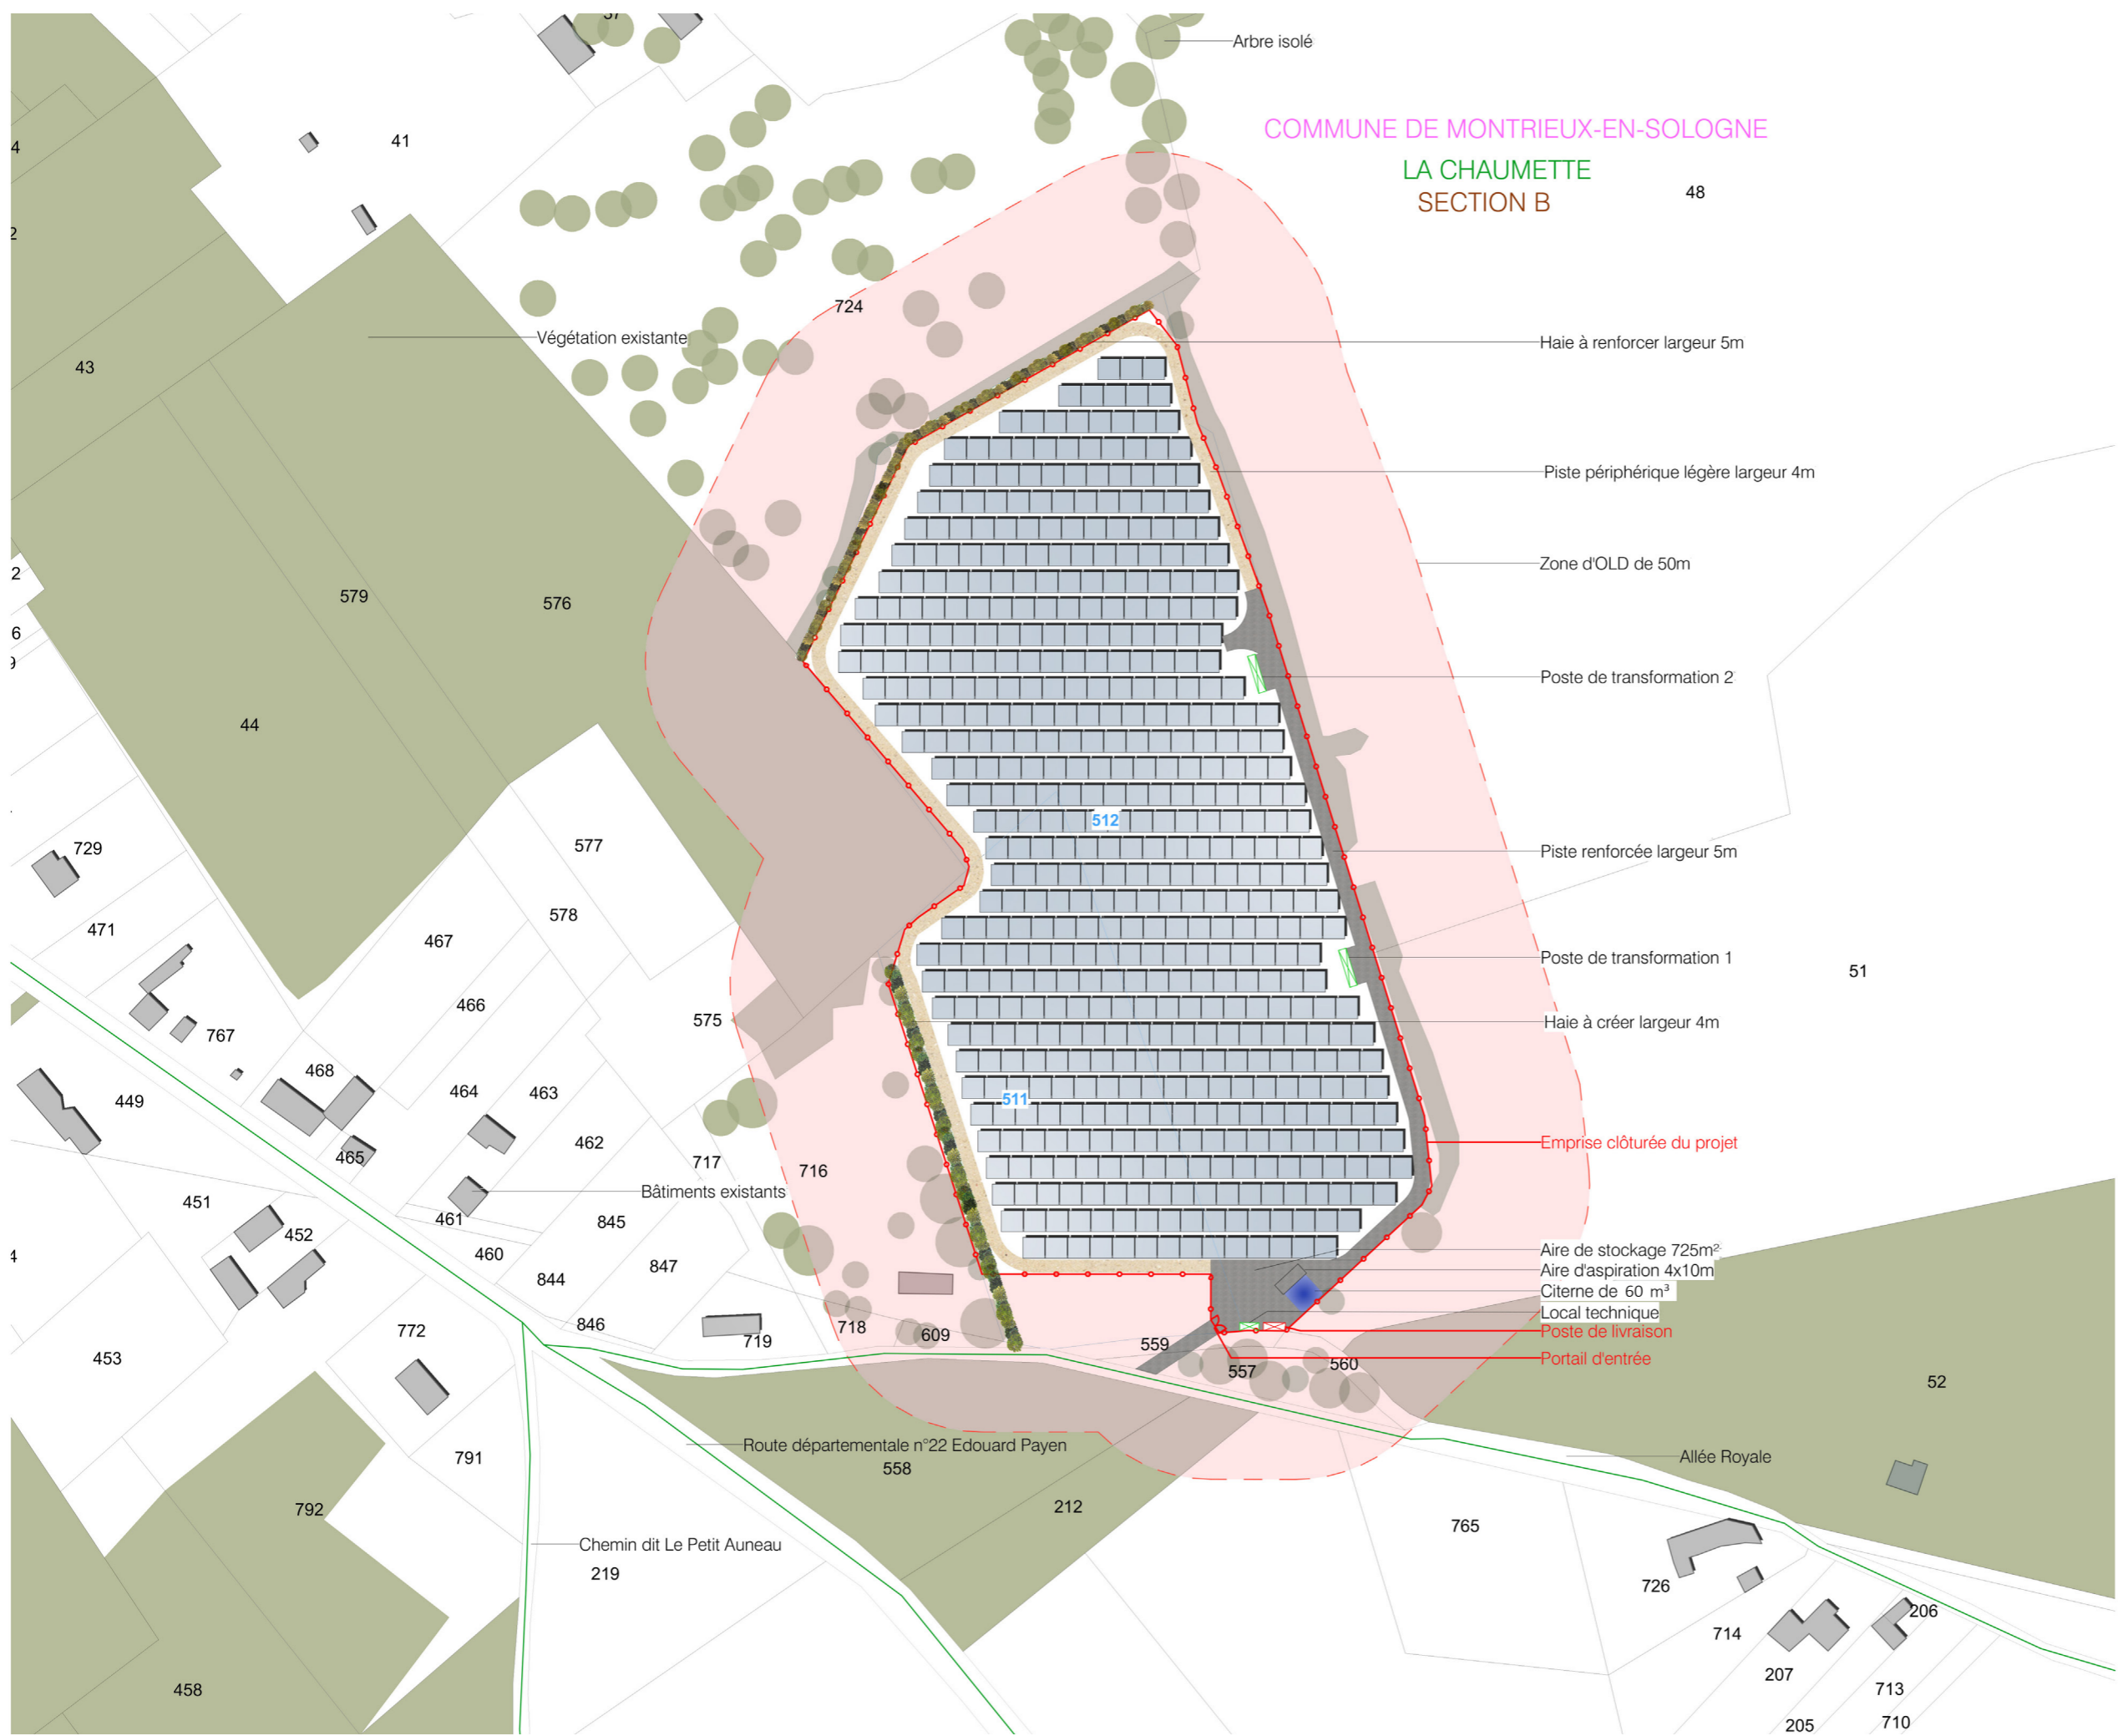 37
Arbre isolé
COMMUNE DE MONTRIEUX-EN-SOLOGNE
LA CHAUMETTE
SECTION B
48
4
41
2
724
Végétation existante
Haie à renforcer largeur 5m
43
Piste périphérique légère largeur 4m
Zone d'OLD de 50m
2
579
576
6
9
Poste de transformation 2
44
512
729
577
Piste renforcée largeur 5m
578
471
467
Poste de transformation 1
51
466
575
Haie à créer largeur 4m
767
468
464
463
449
511
462
Emprise clôturée du projet
465
717
716
Bâtiments existants
451
461
845
452
460
4
Aire de stockage 725m²
847
Aire d'aspiration 4x10m
844
Citerne de 60 m³
Local technique
846
772
719
718
609
Poste de livraison
559
453
Portail d'entrée
557
560
52
Route départementale n°22 Edouard Payen
791
Allée Royale
558
792
212
765
Chemin dit Le Petit Auneau
219
726
206
714
207
458
713
205
710